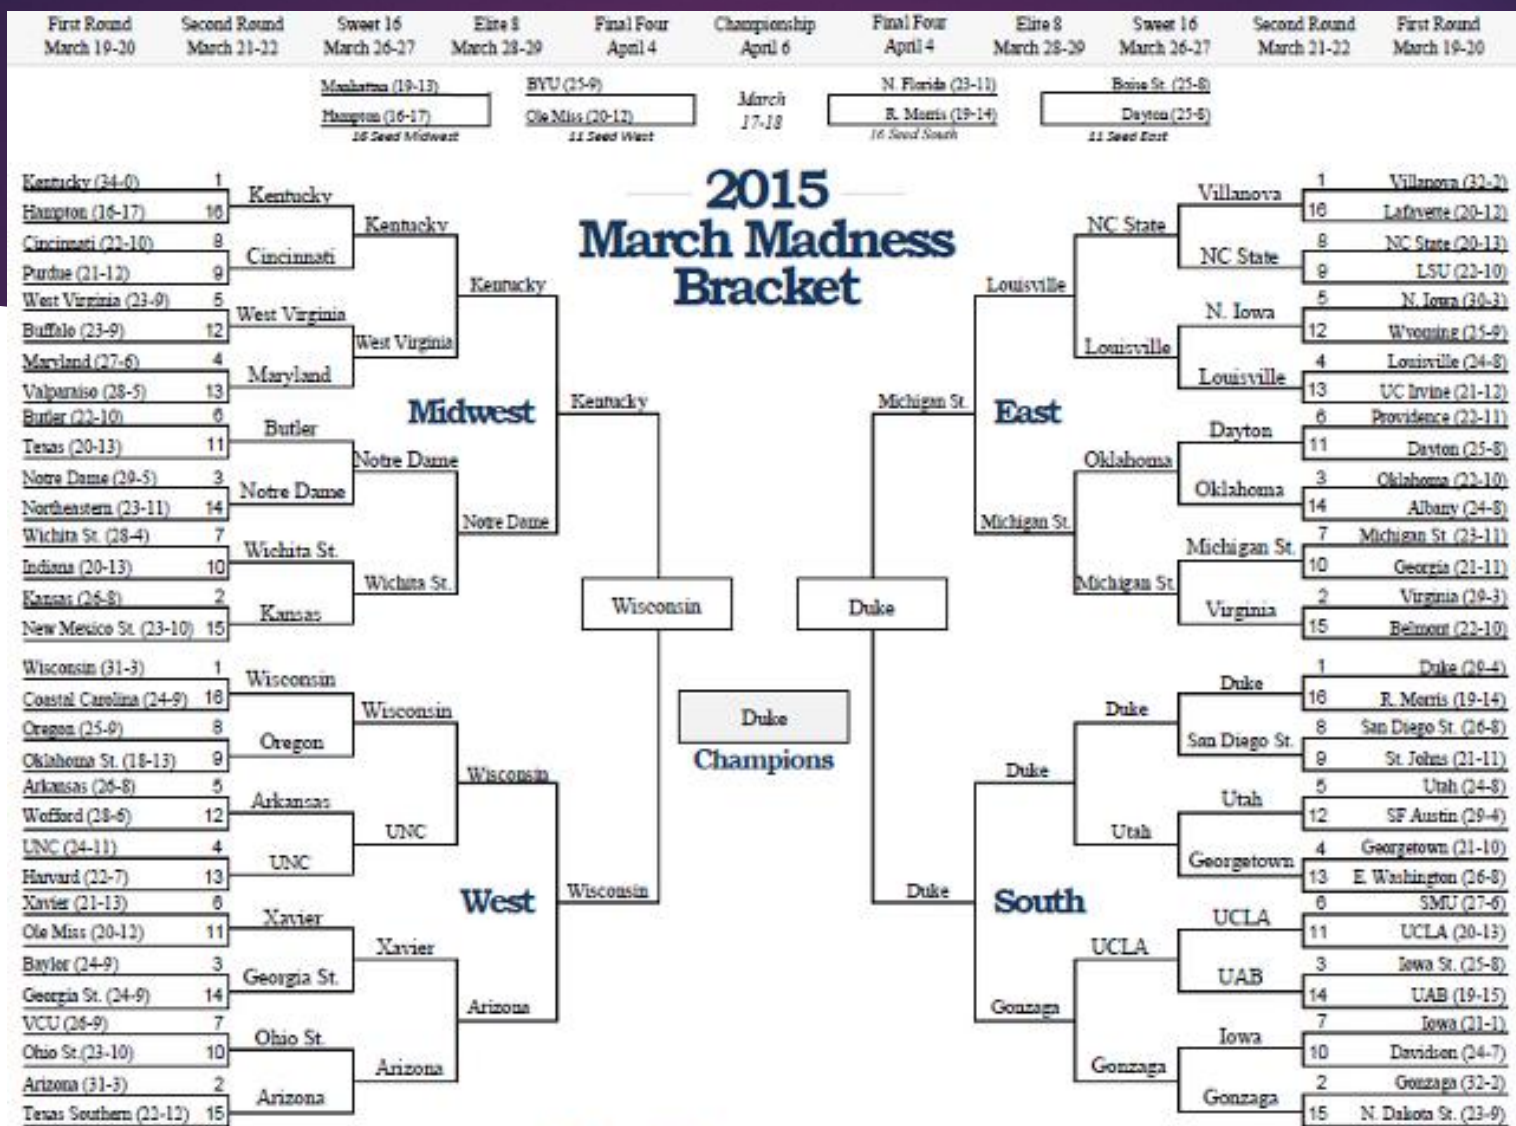 First Round Second Round Sweet 16 Elite 8 Final Four Championship Final Four Elite 8 Sweet 16 Second Round First Round
March 19-20 March 21-22 March 26-27 March 28-29 April 4 April 6 April 4 March 28-29 March 26-27 March 21-22 March 19-20
Manhattan (19-13)
Hampton (16-17)
16 Seed Midwest
BYU (25-9)
Ole Miss (20-12)
11 Seed West
March
17-18
N. Florida (23-11)
R. Morris (19-14)
16 Seed South
Boise St. (25-8)
Dayton (25-8)
11 Seed East
2015
March Madness
Bracket
Kentucky (34-0) 1
Hampton (16-17) 16
Cincinnati (22-10) 8
Purdue (21-12) 9
West Virginia (23-9) 5
Buffalo (23-9) 12
Maryland (27-6) 4
Valparaiso (28-5) 13
Butler (22-10) 6
Texas (20-13) 11
Notre Dame (29-5) 3
Northeastern (23-11) 14
Wichita St. (28-4) 7
Indiana (20-13) 10
Kansas (26-8) 2
New Mexico St. (23-10) 15
Kentucky
Cincinnati
West Virginia
Maryland
Butler
Notre Dame
Wichita St.
Kansas
Kentucky
West Virginia
Notre Dame
Wichita St.
Kentucky
Notre Dame
Midwest
Kentucky
Wisconsin (31-3) 1
Coastal Carolina (24-9) 16
Oregon (25-9) 8
Oklahoma St. (18-13) 9
Arkansas (26-8) 5
Wofford (28-6) 12
UNC (24-11) 4
Harvard (22-7) 13
Xavier (21-13) 6
Ole Miss (20-12) 11
Baylor (24-9) 3
Georgia St. (24-9) 14
VCU (26-9) 7
Ohio St.(23-10) 10
Arizona (31-3) 2
Texas Southern (22-12) 15
Wisconsin
Oregon
Arkansas
UNC
Xavier
Georgia St.
Ohio St.
Arizona
Wisconsin
UNC
Xavier
Arizona
Wisconsin
Arizona
West
Wisconsin
Wisconsin
Duke
Duke
Champions
Michigan St.
East
Louisville
Michigan St.
NC State
Louisville
Oklahoma
Michigan St.
Villanova
NC State
N. Iowa
Louisville
Dayton
Oklahoma
Michigan St.
Virginia
1 Villanova (32-2)
16 Lafayette (20-12)
8 NC State (20-13)
9 LSU (22-10)
5 N. Iowa (30-3)
12 Wyoming (25-9)
4 Louisville (24-8)
13 UC Irvine (21-12)
6 Providence (22-11)
11 Dayton (25-8)
3 Oklahoma (22-10)
14 Albany (24-8)
7 Michigan St. (23-11)
10 Georgia (21-11)
2 Virginia (29-3)
15 Belmont (22-10)
Duke
South
Duke
Gonzaga
Duke
Utah
UCLA
Gonzaga
Duke
San Diego St.
Utah
Georgetown
UCLA
UAB
Iowa
Gonzaga
1 Duke (29-4)
16 R. Morris (19-14)
8 San Diego St. (26-8)
9 St. Johns (21-11)
5 Utah (24-8)
12 SF Austin (29-4)
4 Georgetown (21-10)
13 E. Washington (26-8)
6 SMU (27-6)
11 UCLA (20-13)
3 Iowa St. (25-8)
14 UAB (19-15)
7 Iowa (21-1)
10 Davidson (24-7)
2 Gonzaga (32-2)
15 N. Dakota St. (23-9)